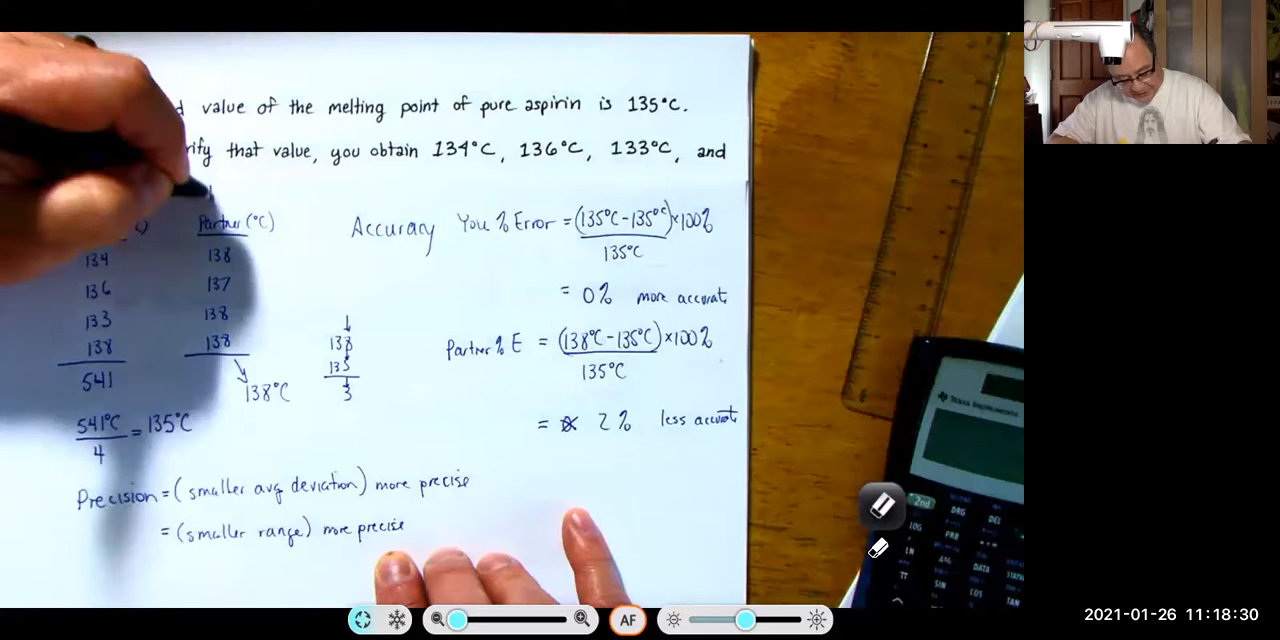 value of the melting point of pure aspirin is 135°C.
that value, you obtain 134°C, 136°C, 133°C, and
Partner (°C)
134
136
133
138
541
541°C
4
= 135°C
138
137
138
138
138°C
138
135
3
Accuracy You % Error = (135°C - 135°C) × 100%
135°C
= 0% more accurate
Partner % E = (138°C - 135°C) × 100%
135°C
= 2% less accurate
Precision = (smaller avg deviation) more precise
= (smaller range) more precise
TEXAS INSTRUMENTS
2nd
DRG
DEL
LOG
PRB
LN
DATA
π
SIN
COS
TAN
AF
2021-01-26 11:18:30